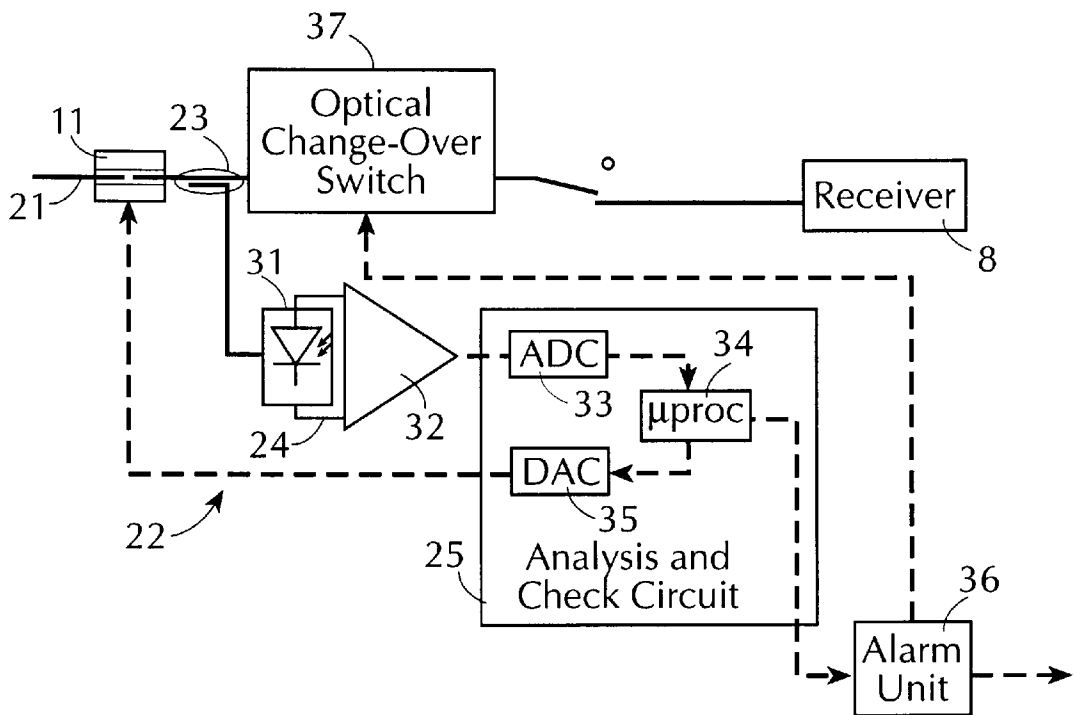 37
Optical
Change-Over
Switch
11
23
21
Receiver
8
31
32
24
ADC
33
34
μproc
DAC
35
22
25
Analysis and
Check Circuit
36
Alarm
Unit